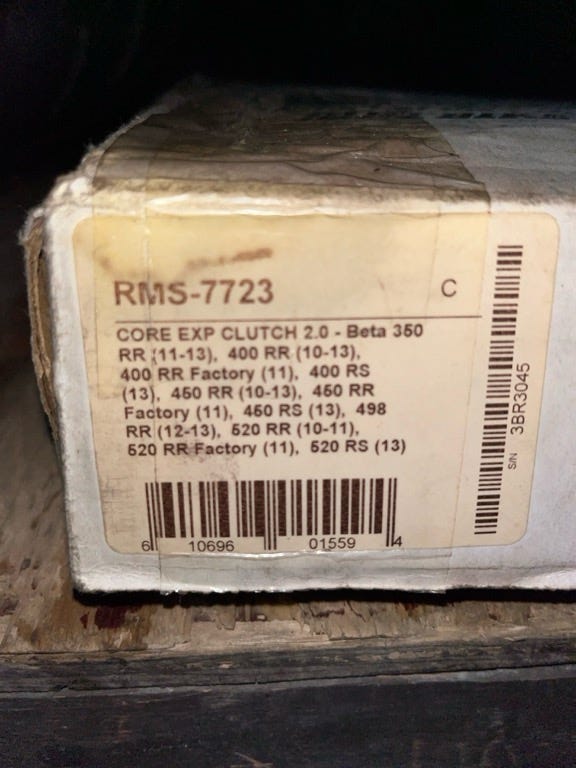 RMS-7723 C
CORE EXP CLUTCH 2.0 - Beta 350
RR (11-13), 400 RR (10-13),
400 RR Factory (11), 400 RS
(13), 450 RR (10-13), 450 RR
Factory (11), 450 RS (13), 498
RR (12-13), 520 RR (10-11),
520 RR Factory (11), 520 RS (13)
6 10696 01559 4
S/N 3BR3045